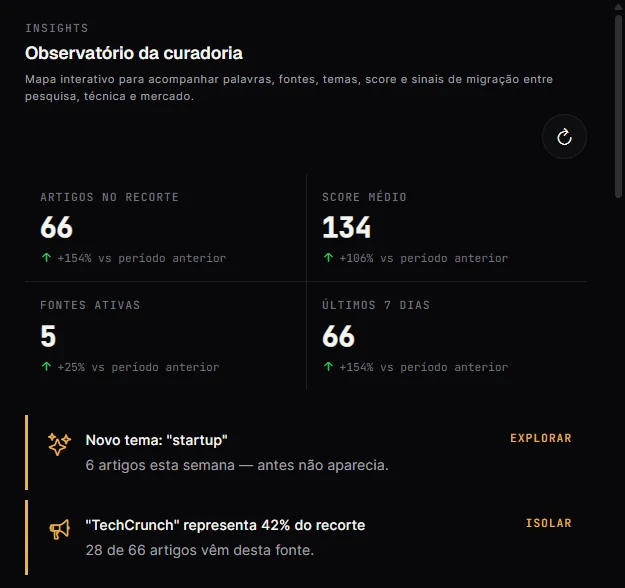 INSIGHTS
Observatório da curadoria
Mapa interativo para acompanhar palavras, fontes, temas, score e sinais de migração entre
pesquisa, técnica e mercado.
ARTIGOS NO RECORTE
66
↑ +154% vs período anterior
SCORE MÉDIO
134
↑ +106% vs período anterior
FONTES ATIVAS
5
↑ +25% vs período anterior
ÚLTIMOS 7 DIAS
66
↑ +154% vs período anterior
Novo tema: "startup"
EXPLORAR
6 artigos esta semana — antes não aparecia.
"TechCrunch" representa 42% do recorte
ISOLAR
28 de 66 artigos vêm desta fonte.